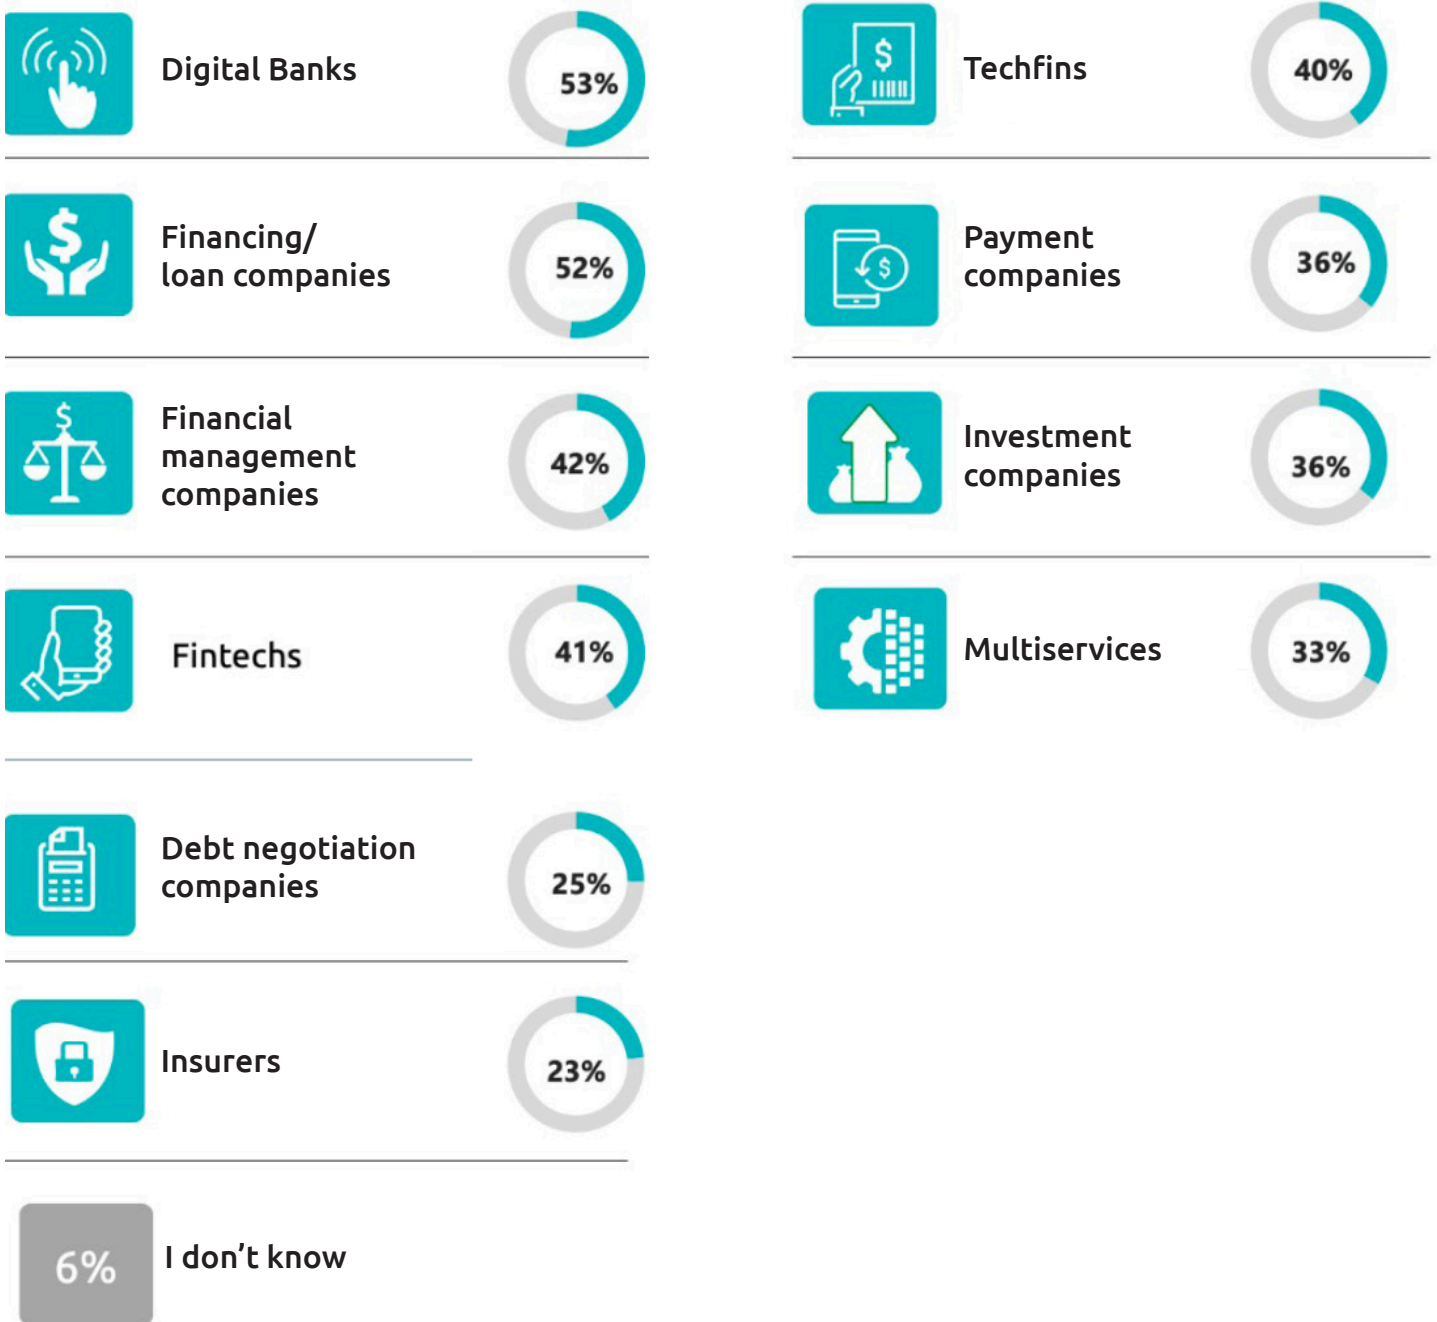 Digital Banks
53%
Financing/
loan companies
52%
Financial
management
companies
42%
Fintechs
41%
Debt negotiation
companies
25%
Insurers
23%
6%
I don’t know
Techfins
40%
Payment
companies
36%
Investment
companies
36%
Multiservices
33%
$
$
$
$